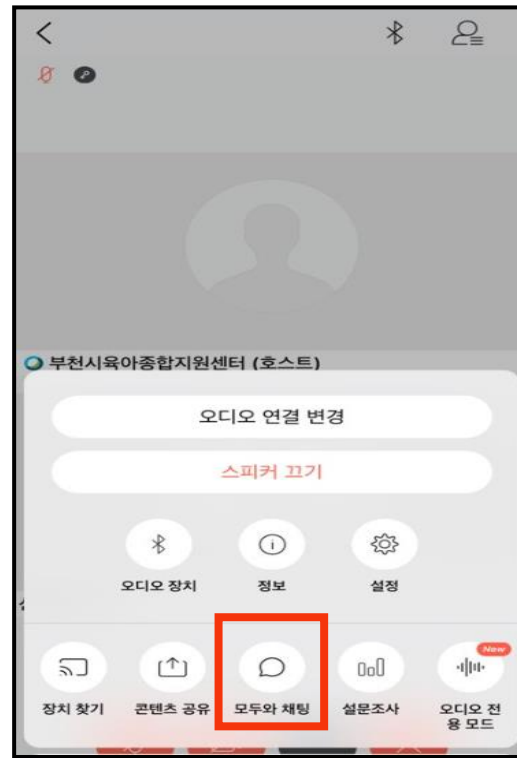 부천시육아종합지원센터 (호스트)
오디오 연결 변경
스피커 끄기
오디오 장치 정보 설정
New
장치 찾기 콘텐츠 공유 모두와 채팅 설문조사 오디오 전
용 모드